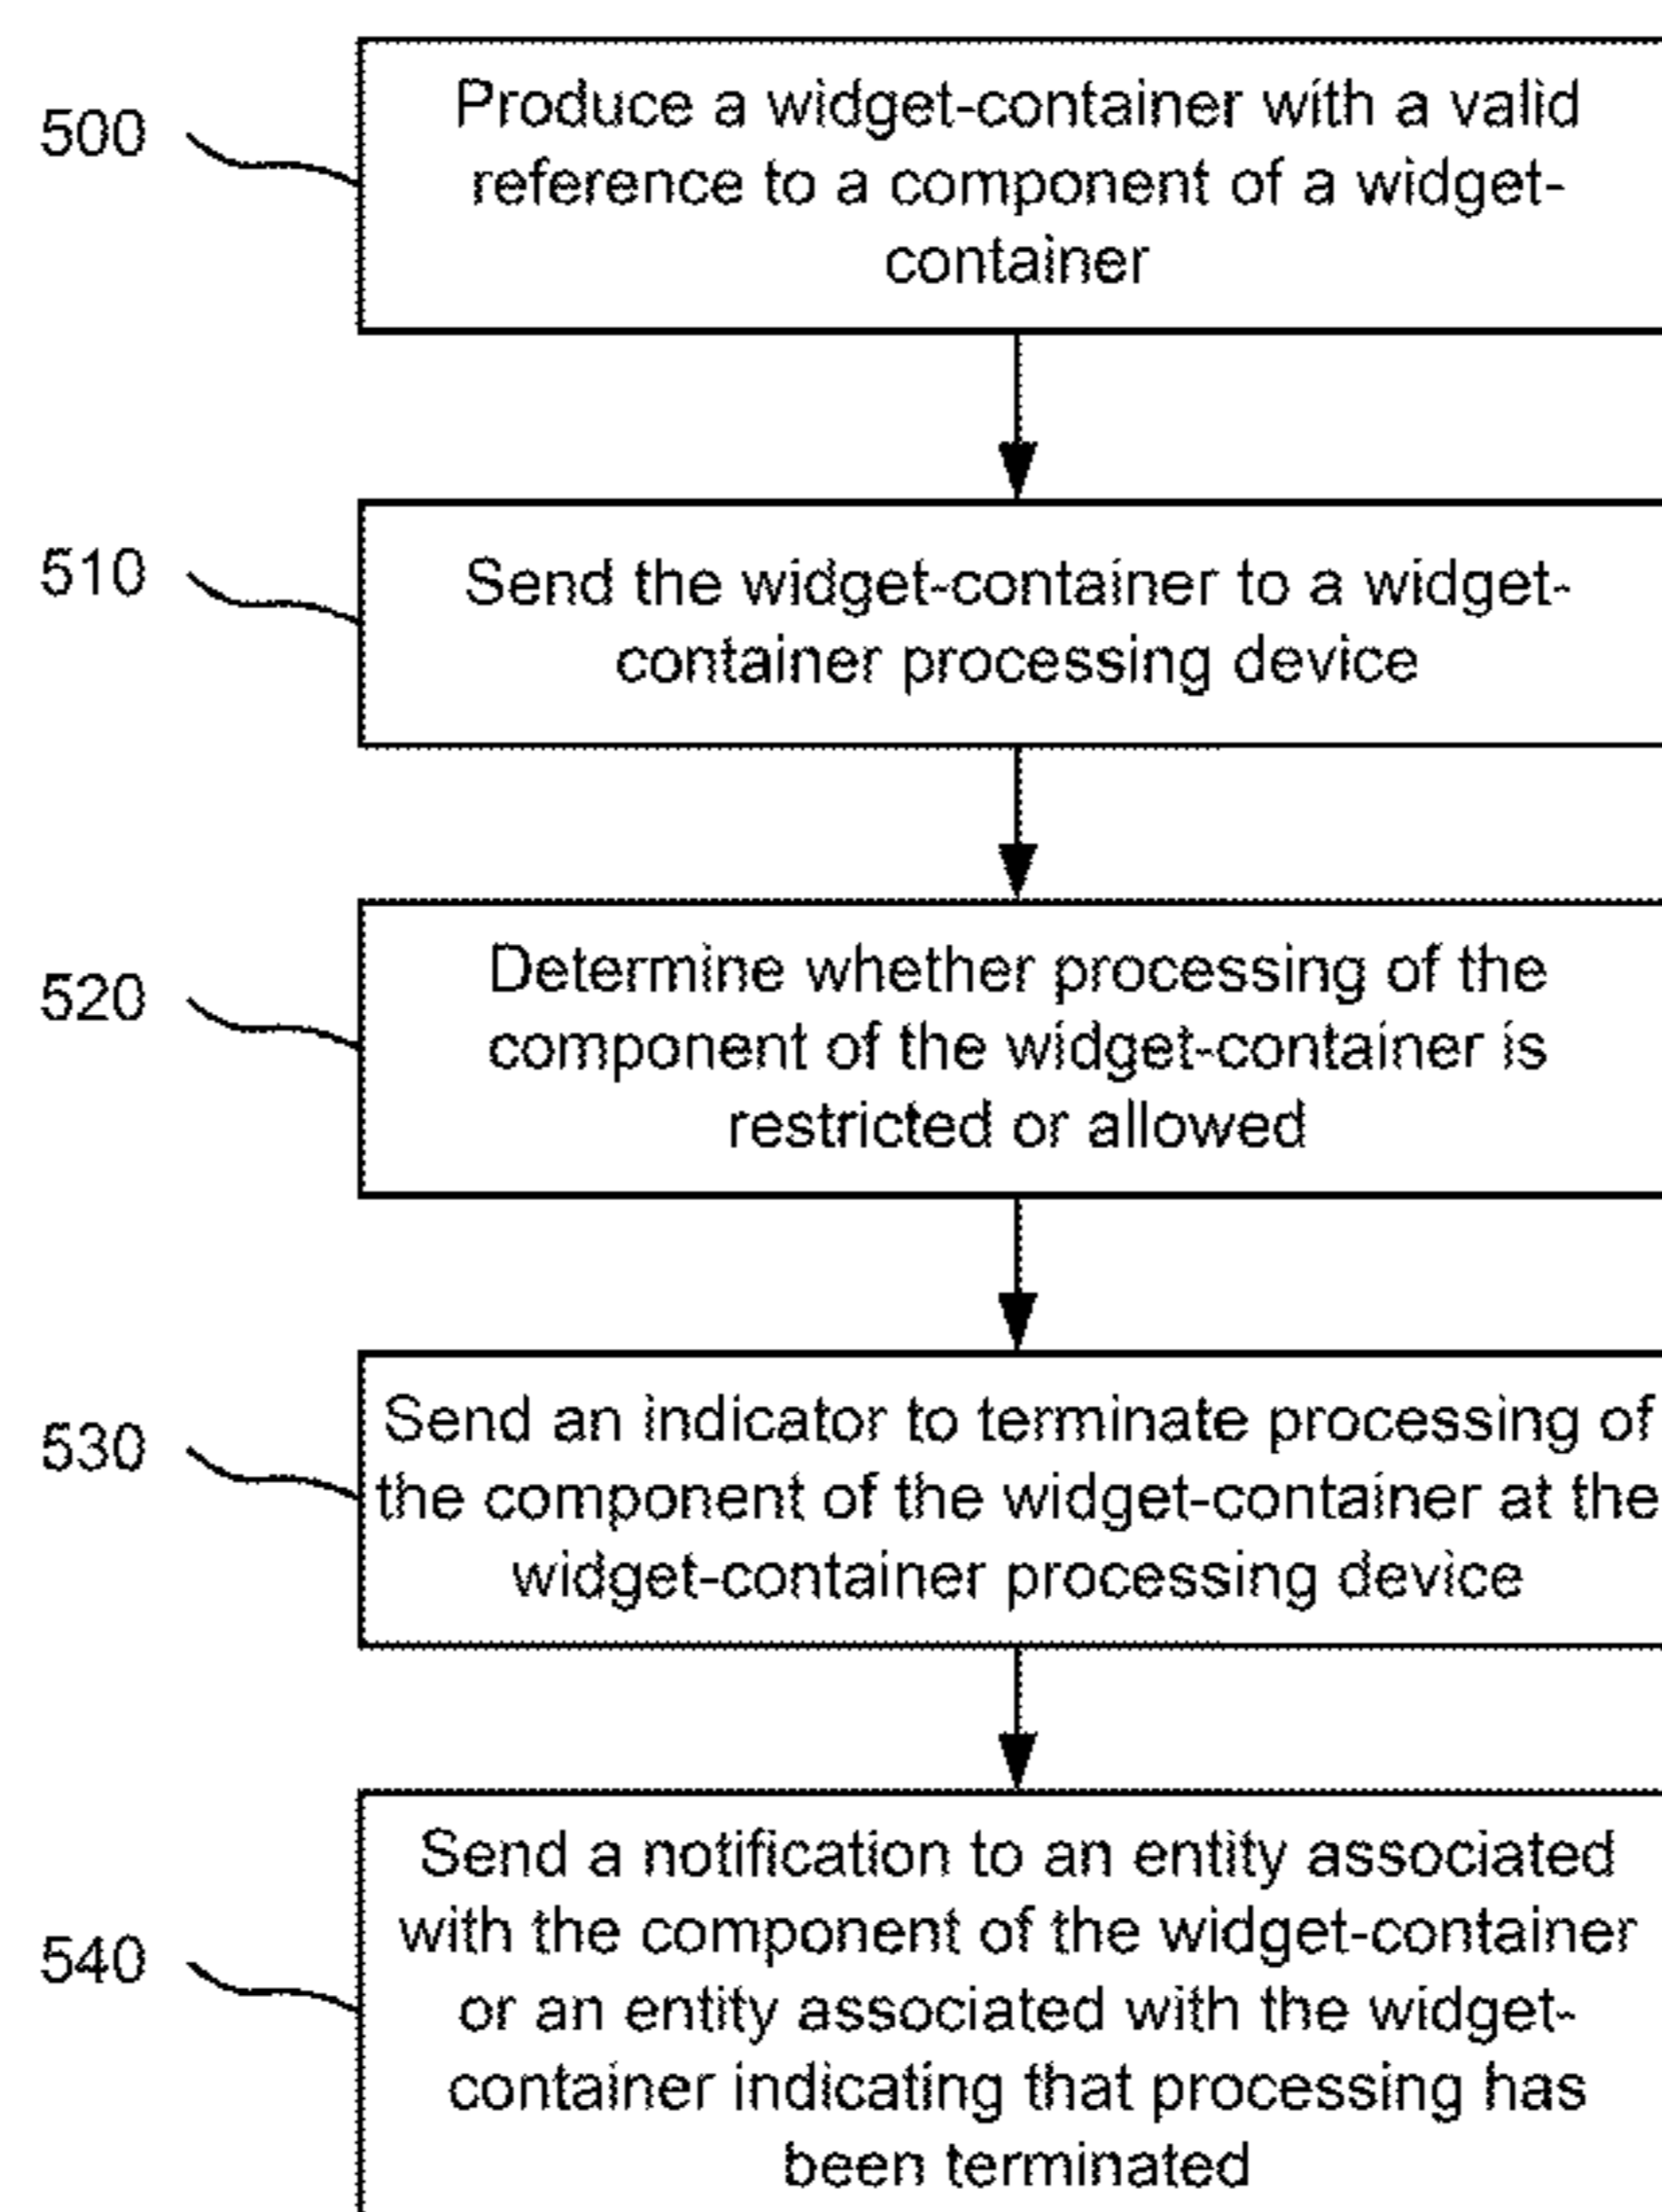 500
Produce a widget-container with a valid
reference to a component of a widget-
container
510
Send the widget-container to a widget-
container processing device
520
Determine whether processing of the
component of the widget-container is
restricted or allowed
530
Send an indicator to terminate processing of
the component of the widget-container at the
widget-container processing device
540
Send a notification to an entity associated
with the component of the widget-container
or an entity associated with the widget-
container indicating that processing has
been terminated